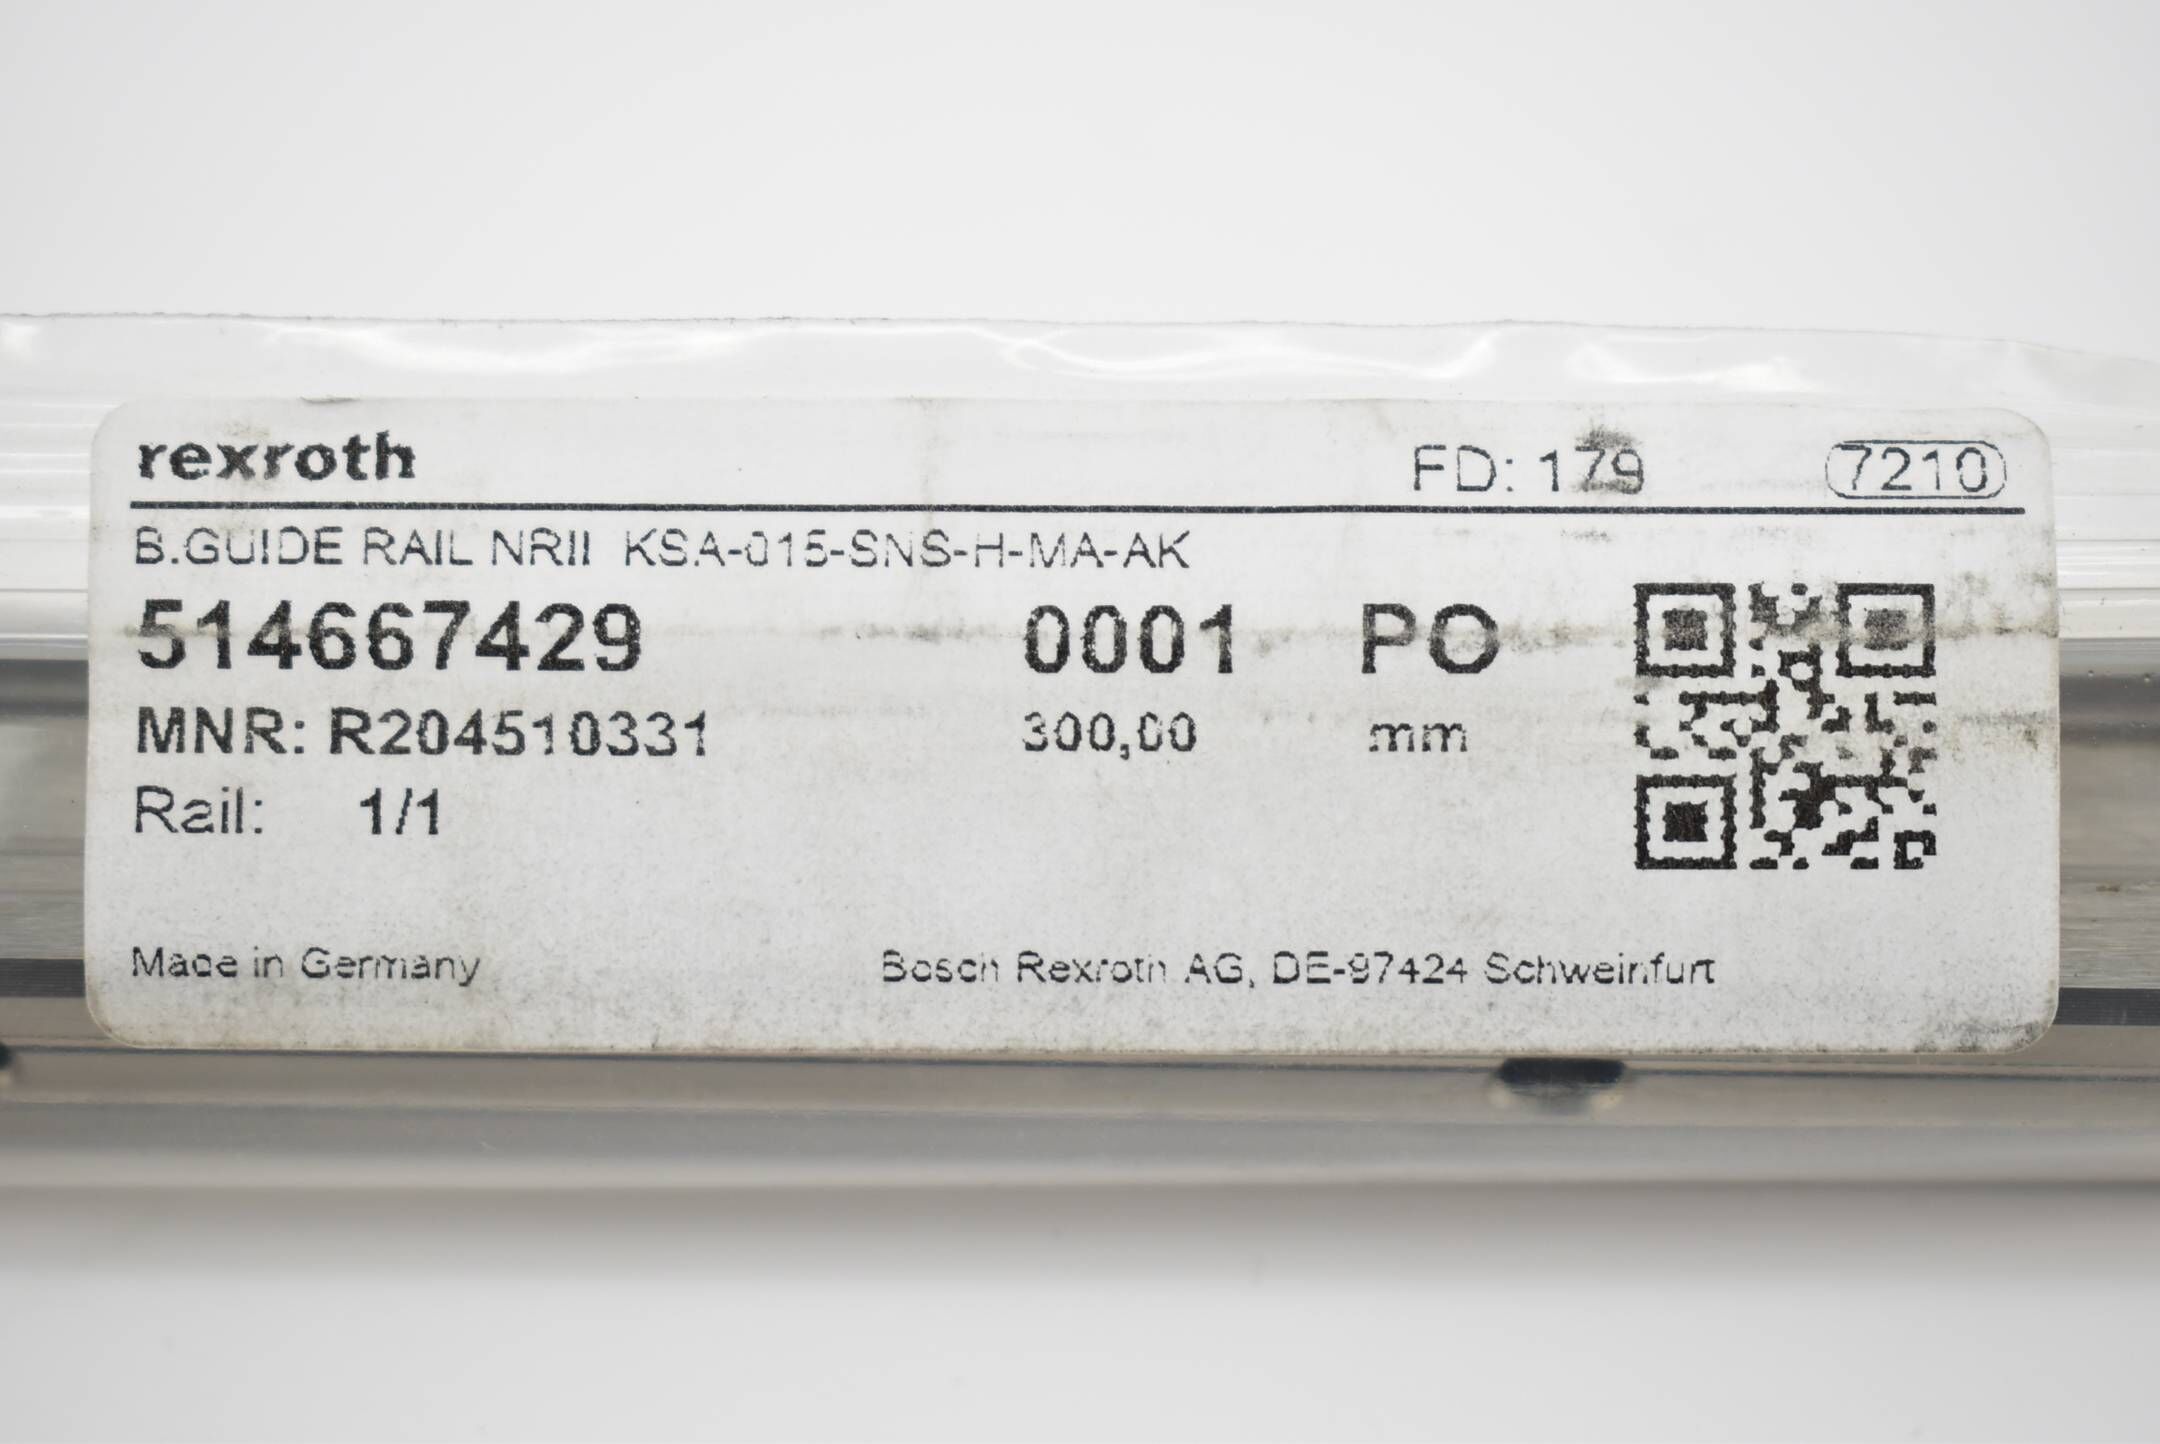 rexroth FD: 179 7210
B.GUIDE RAIL NRII KSA-015-SNS-H-MA-AK
514667429 0001 PO
MNR: R204510331 300,00 mm
Rail: 1/1
Made in Germany Bosch Rexroth AG, DE-97424 Schweinfurt